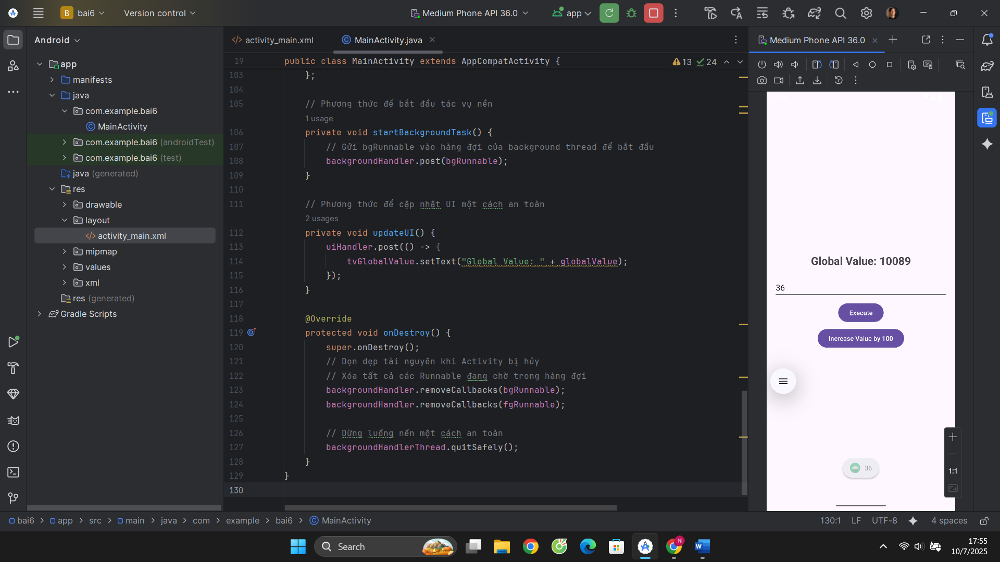 B bai6 Version control Medium Phone API 36.0 app
Android
app
manifests
java
com.example.bai6
MainActivity
com.example.bai6 (androidTest)
com.example.bai6 (test)
java (generated)
res
drawable
layout
activity_main.xml
mipmap
values
xml
res (generated)
Gradle Scripts
activity_main.xml MainActivity.java
19 public class MainActivity extends AppCompatActivity { 13 24
103 };
104
105 // Phương thức để bắt đầu tác vụ nền
1 usage
106 private void startBackgroundTask() {
107 // Gửi bgRunnable vào hàng đợi của background thread để bắt đầu
108 backgroundHandler.post(bgRunnable);
109 }
110
111 // Phương thức để cập nhật UI một cách an toàn
2 usages
112 private void updateUI() {
113 uiHandler.post(() -> {
114 tvGlobalValue.setText("Global Value: " + globalValue);
115 });
116 }
117
118 @Override
119 protected void onDestroy() {
120 super.onDestroy();
121 // Dọn dẹp tài nguyên khi Activity bị hủy
122 // Xóa tất cả các Runnable đang chờ trong hàng đợi
123 backgroundHandler.removeCallbacks(bgRunnable);
124 backgroundHandler.removeCallbacks(fgRunnable);
125
126 // Dừng luồng nền một cách an toàn
127 backgroundHandlerThread.quitSafely();
128 }
129 }
130
Medium Phone API 36.0
Global Value: 10089
36
Execute
Increase Value by 100
36
1:1
bai6 app src main java com example bai6 MainActivity 130:1 LF UTF-8 4 spaces
Search
N
W
17:55
10/7/2025